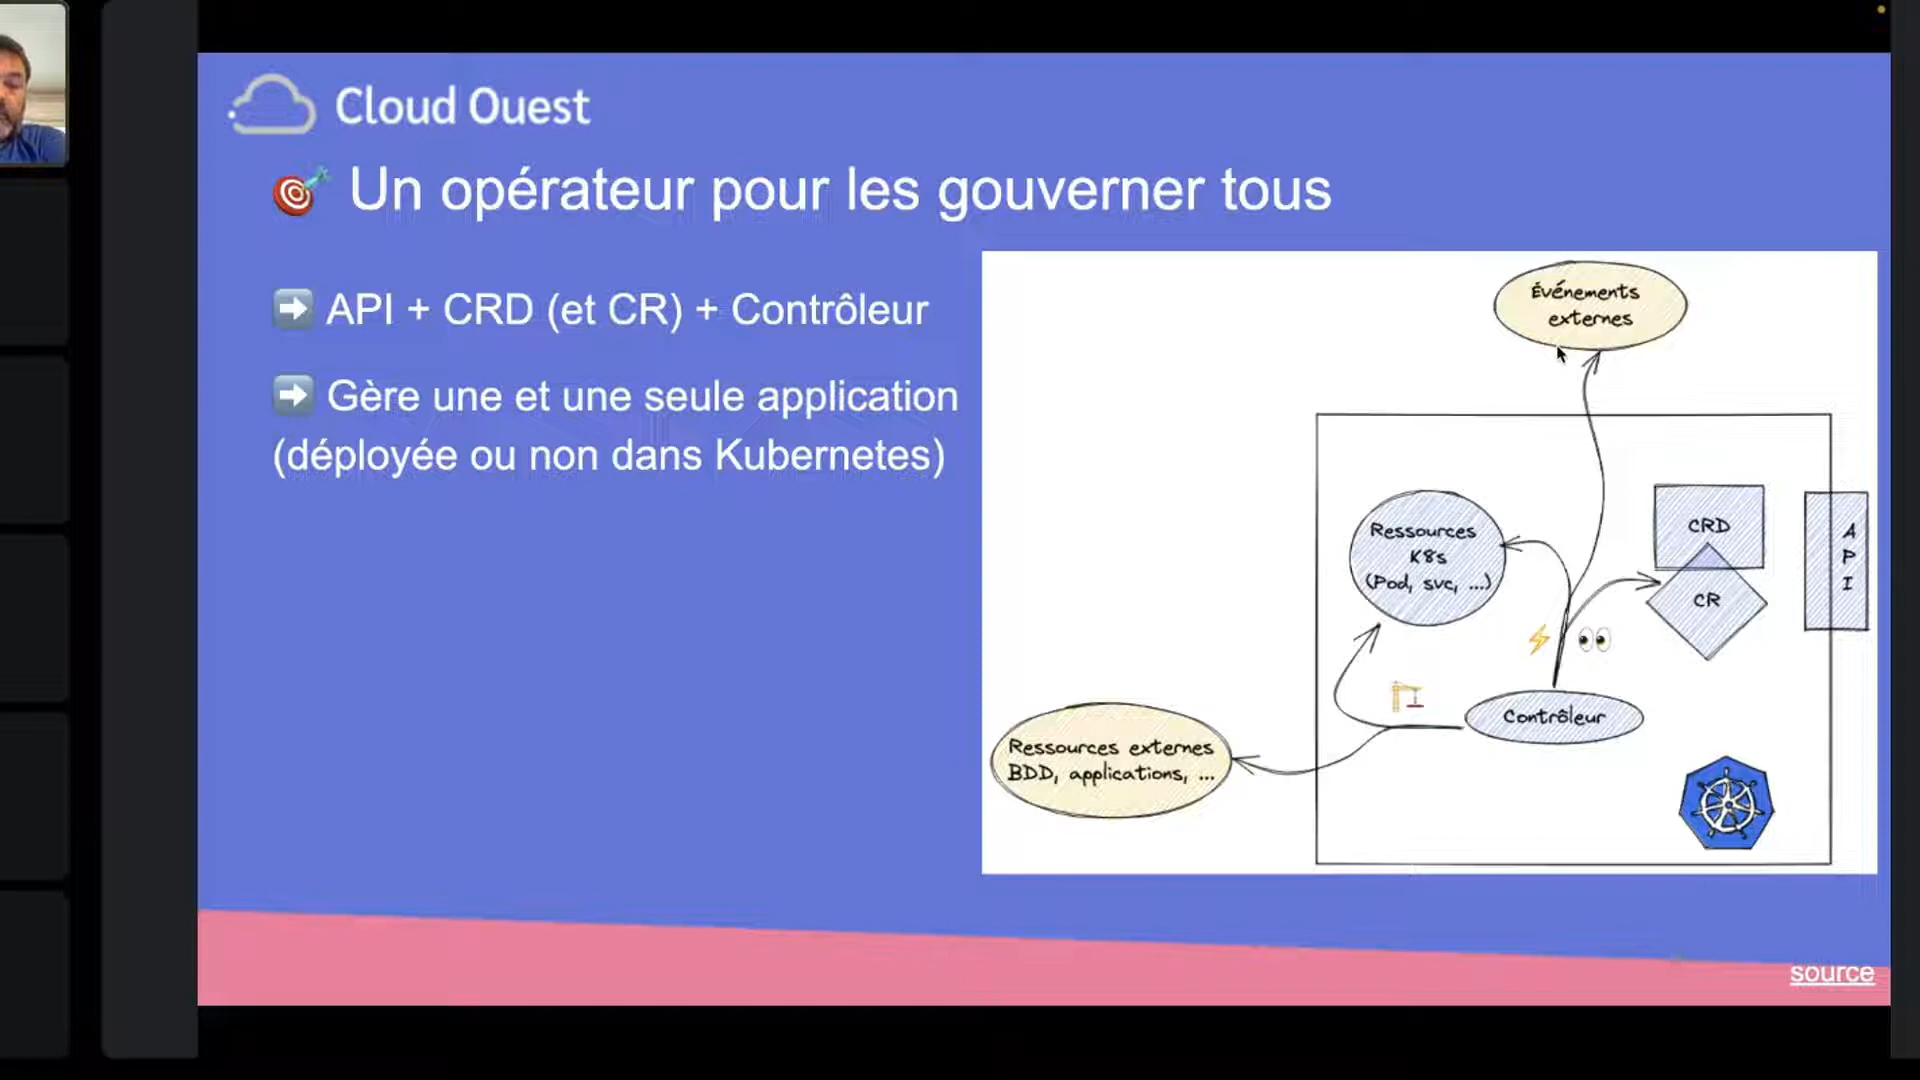 Cloud Ouest
Un opérateur pour les gouverner tous
API + CRD (et CR) + Contrôleur
Gère une et une seule application
(déployée ou non dans Kubernetes)
Événements
externes
Ressources
K8s
(Pod, svc, ...)
CRD
CR
A
P
I
Contrôleur
Ressources externes
BDD, applications, ...
source